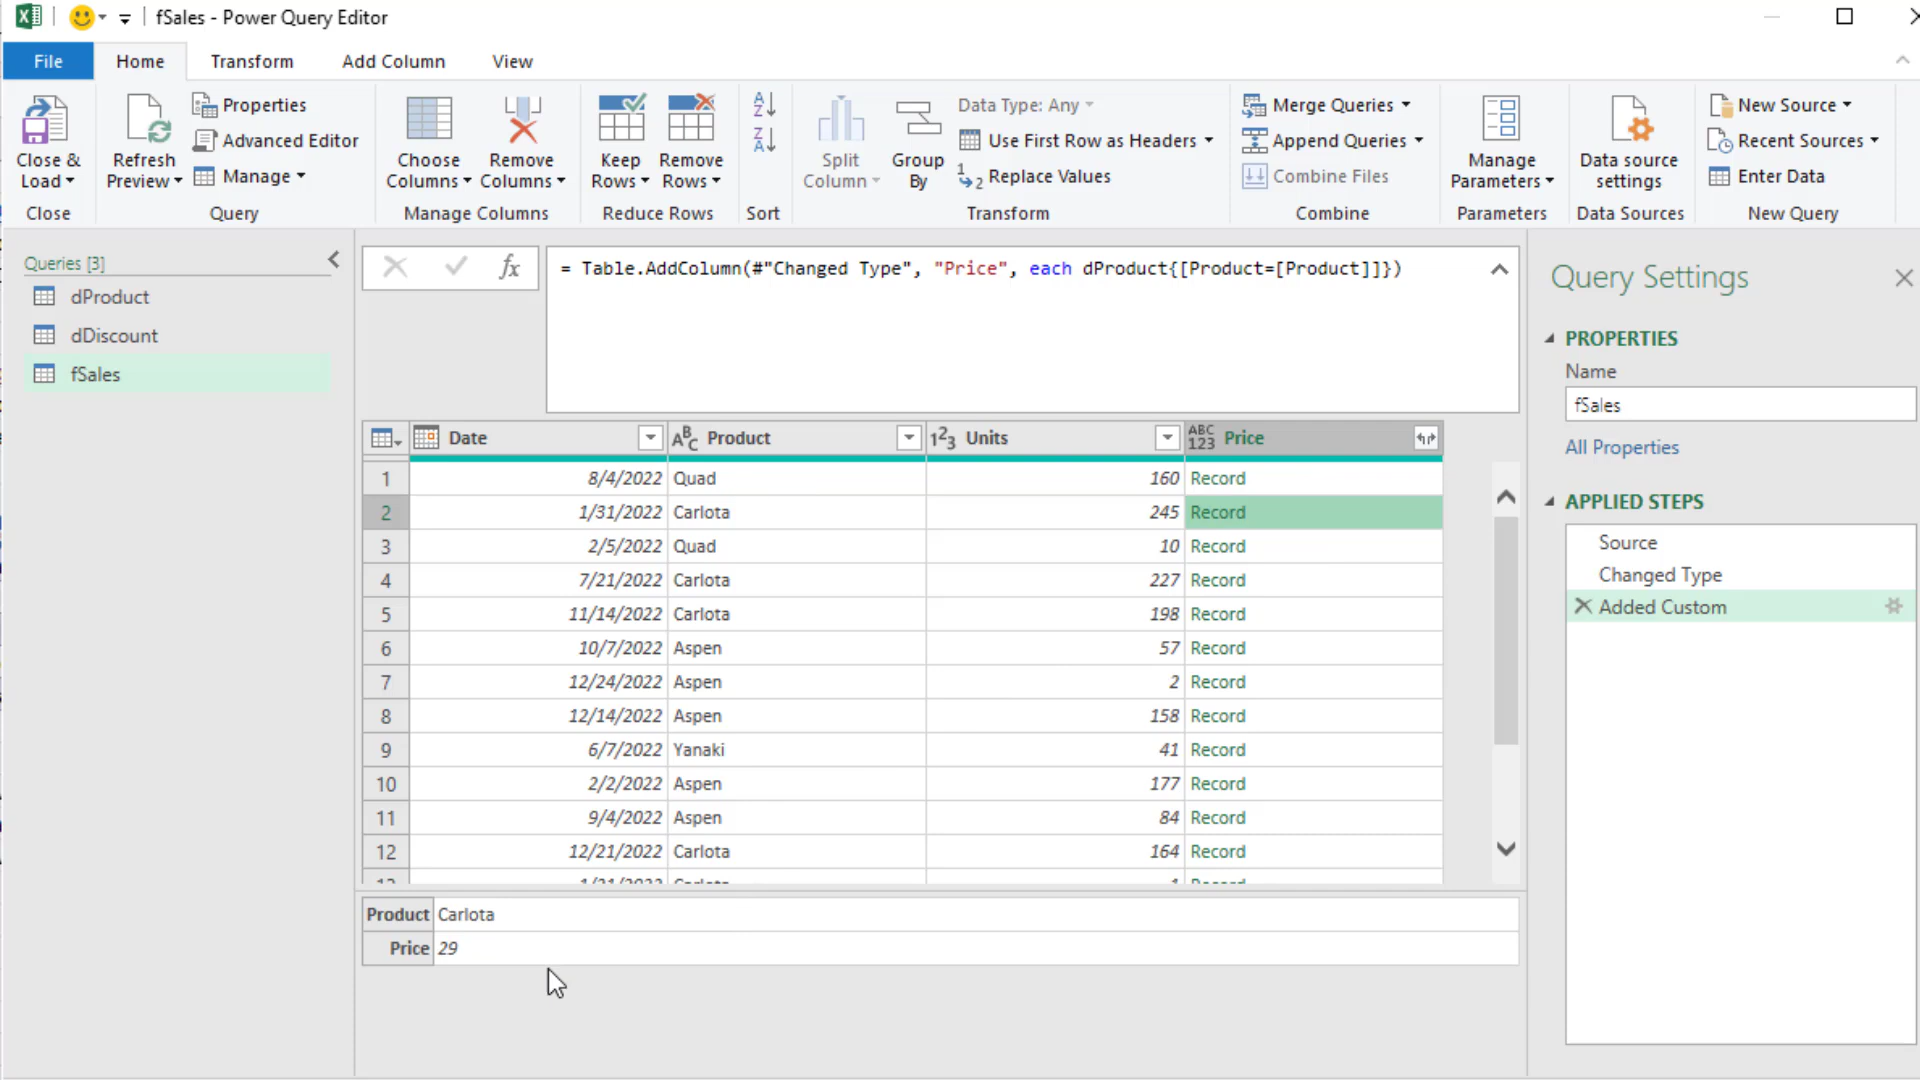 fSales - Power Query Editor
File Home Transform Add Column View
Close & Load
Close
Refresh Preview
Properties
Advanced Editor
Manage
Query
Choose Columns
Remove Columns
Manage Columns
Keep Rows
Remove Rows
Reduce Rows
A Z
Z A
Sort
Split Column
Group By
Data Type: Any
Use First Row as Headers
1 2 Replace Values
Transform
Merge Queries
Append Queries
Combine Files
Combine
Manage Parameters
Parameters
Data source settings
Data Sources
New Source
Recent Sources
Enter Data
New Query
Queries [3]
dProduct
dDiscount
fSales
fx
= Table.AddColumn(#"Changed Type", "Price", each dProduct{[Product=[Product]]})
Date ABC Product 123 Units ABC 123 Price
1 8/4/2022 Quad 160 Record
2 1/31/2022 Carlota 245 Record
3 2/5/2022 Quad 10 Record
4 7/21/2022 Carlota 227 Record
5 11/14/2022 Carlota 198 Record
6 10/7/2022 Aspen 57 Record
7 12/24/2022 Aspen 2 Record
8 12/14/2022 Aspen 158 Record
9 6/7/2022 Yanaki 41 Record
10 2/2/2022 Aspen 177 Record
11 9/4/2022 Aspen 84 Record
12 12/21/2022 Carlota 164 Record
Product Carlota
Price 29
Query Settings
PROPERTIES
Name
fSales
All Properties
APPLIED STEPS
Source
Changed Type
Added Custom